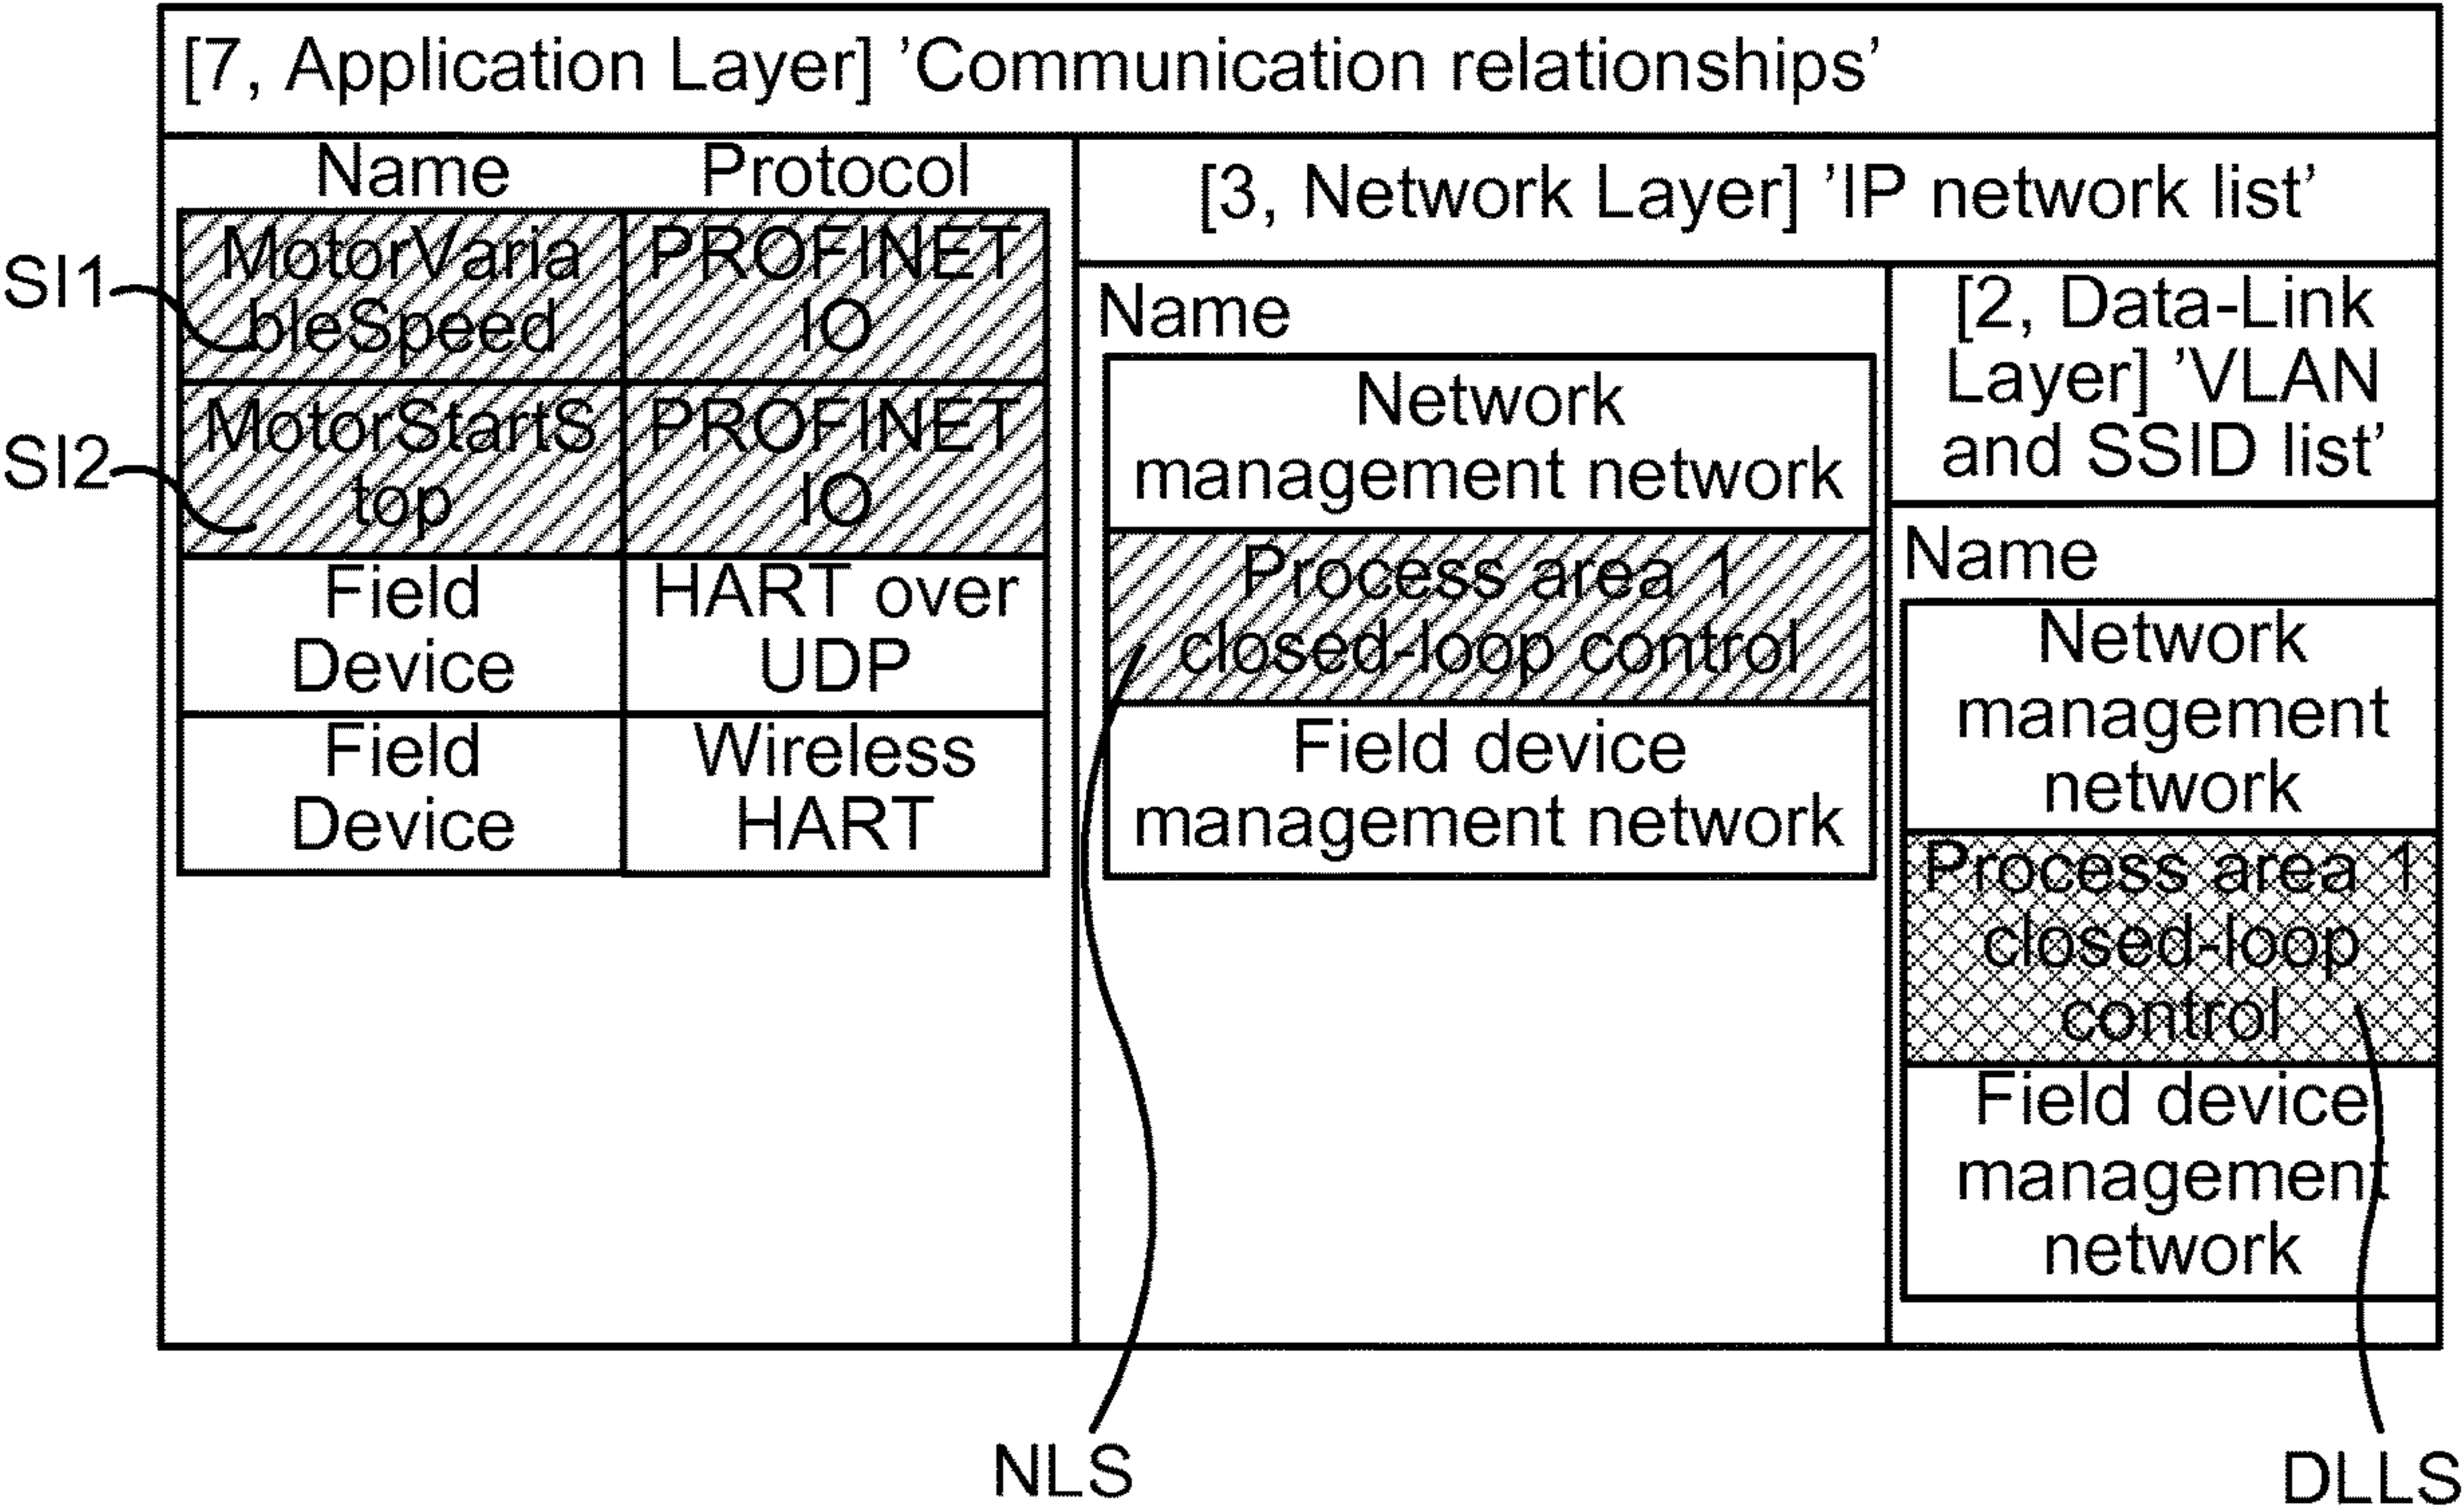 [7, Application Layer] ’Communication relationships’
Name Protocol
SI1
MotorVaria
bleSpeed
PROFINET
IO
SI2
MotorStartS
top
PROFINET
IO
Field
Device
HART over
UDP
Field
Device
Wireless
HART
[3, Network Layer] ’IP network list’
Name
Network
management network
Process area 1
closed-loop control
Field device
management network
[2, Data-Link
Layer] ’VLAN
and SSID list’
Name
Network
management
network
Process area 1
closed-loop
control
Field device
management
network
NLS
DLLS